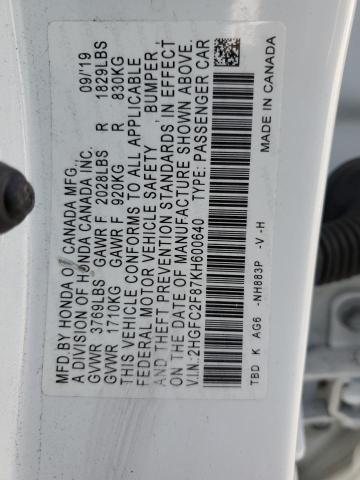 MFD.BY HONDA OF CANADA MFG., 09/19
A DIVISION OF HONDA CANADA INC.
GVWR 3769LBS GAWR F 2028LBS R 1829LBS
GVWR 1710KG GAWR F 920KG R 830KG
THIS VEHICLE CONFORMS TO ALL APPLICABLE
FEDERAL MOTOR VEHICLE SAFETY , BUMPER,
AND THEFT PREVENTION STANDARDS IN EFFECT
ON THE DATE OF MANUFACTURE SHOWN ABOVE.
V.I.N.:2HGFC2F87KH600640 TYPE: PASSENGER CAR
TBD K AG6 -NH883P -V -H MADE IN CANADA